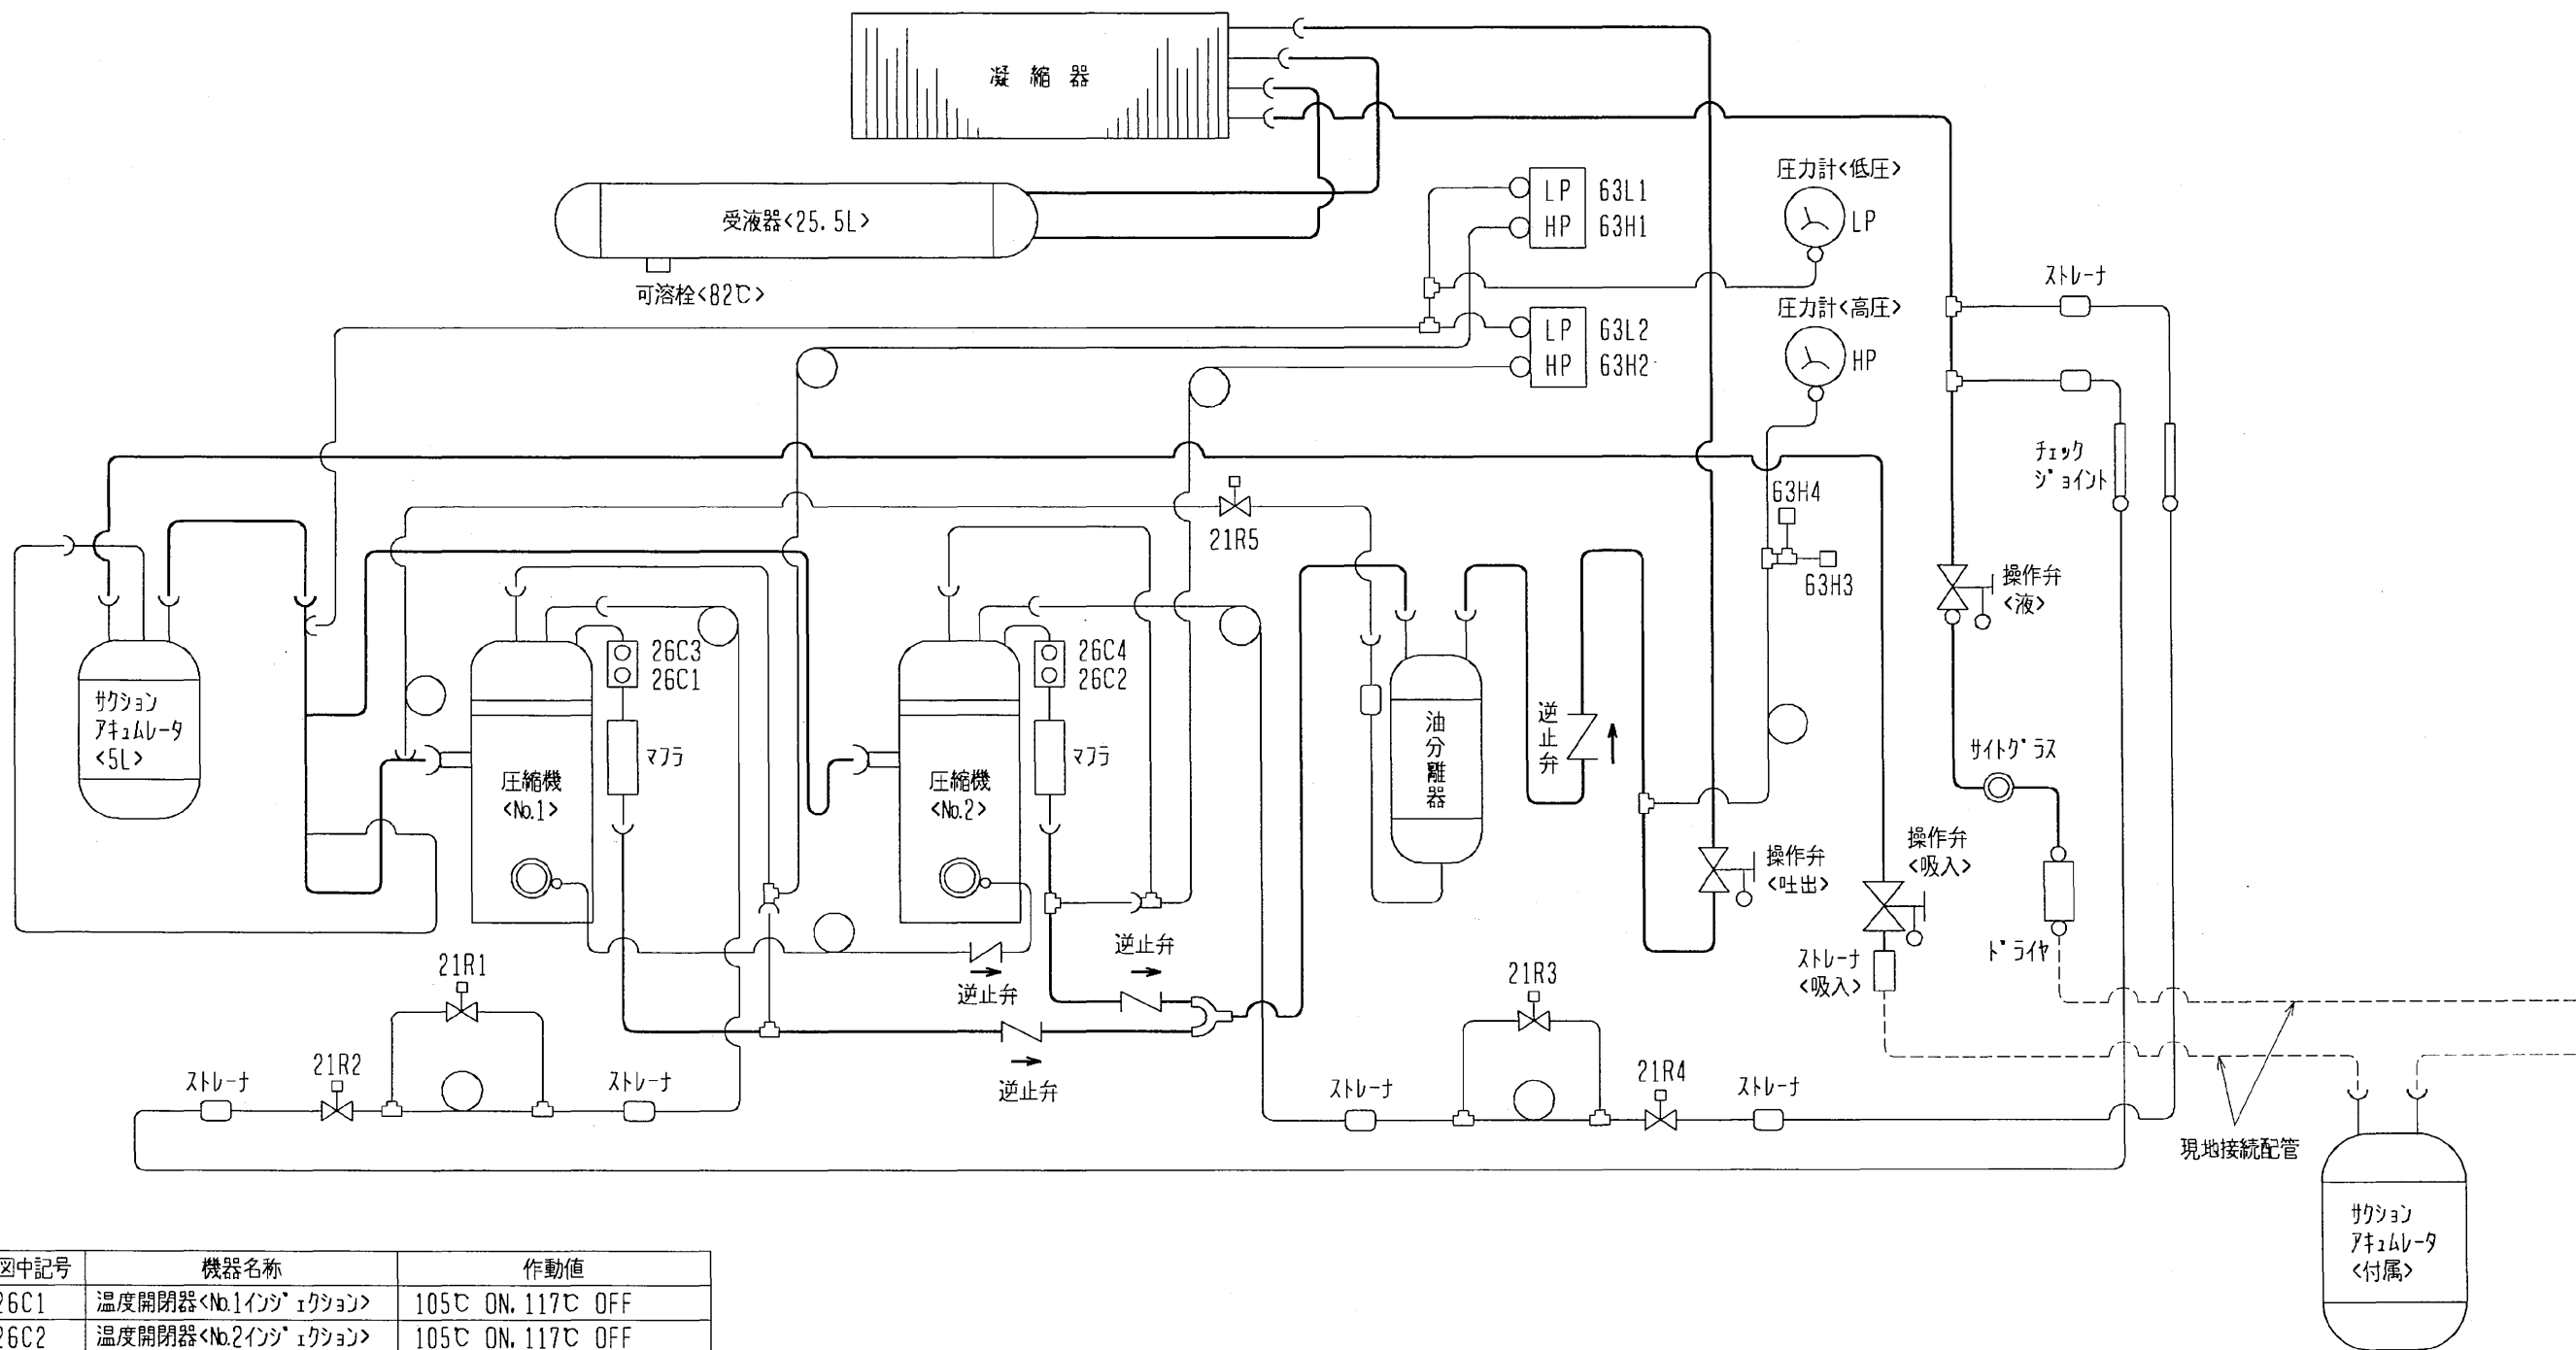 凝縮器
受液器<25.5L>
可溶栓<82℃>
LP 63L1
HP 63H1
圧力計<低圧>
LP
LP 63L2
HP 63H2
圧力計<高圧>
HP
ストレーナ
チェック
ジョイント
63H4
63H3
21R5
操作弁
<液>
サクション
アキュムレータ
<5L>
26C3
26C1
マフラ
圧縮機
<No.1>
26C4
26C2
マフラ
圧縮機
<No.2>
油分離器
逆止弁
サイトグラス
操作弁
<吐出>
操作弁
<吸入>
ドライヤ
ストレーナ
<吸入>
逆止弁
逆止弁
逆止弁
21R1
21R2
ストレーナ
ストレーナ
21R3
21R4
ストレーナ
ストレーナ
現地接続配管
サクション
アキュムレータ
<付属>
図中記号 機器名称 作動値
26C1 温度開閉器<No.1インジェクション> 105℃ ON, 117℃ OFF
26C2 温度開閉器<No.2インジェクション> 105℃ ON, 117℃ OFF